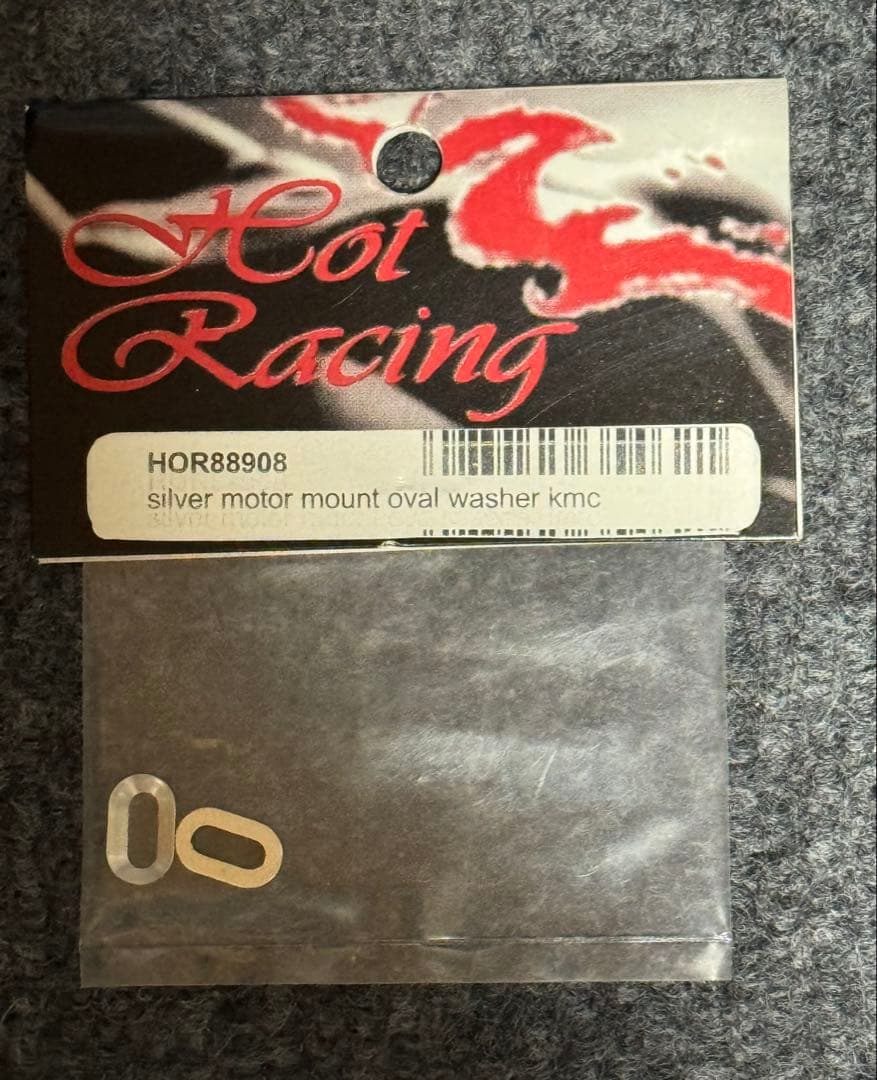 Hot
Racing
HOR88908
silver motor mount oval washer kmc